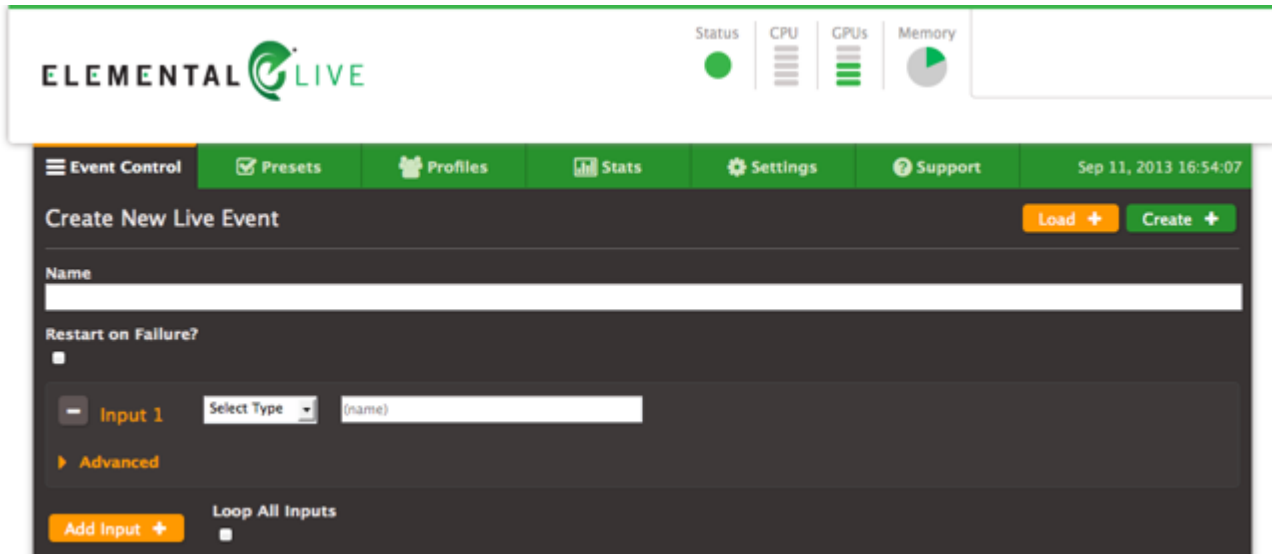 Status CPU GPUs Memory
ELEMENTAL LIVE
Event Control Presets Profiles Stats Settings Support Sep 11, 2013 16:54:07
Create New Live Event Load + Create +
Name
Restart on Failure?
Input 1 Select Type (name)
Advanced
Loop All Inputs
Add Input +